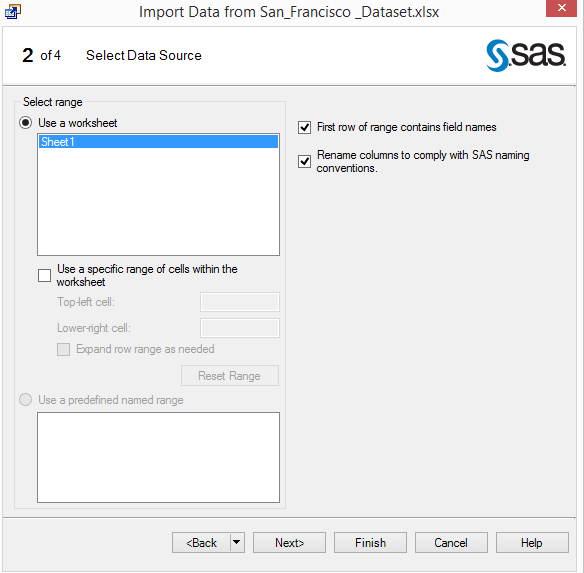 Import Data from San_Francisco _Dataset.xlsx
2 of 4 Select Data Source
sas
Select range
Use a worksheet
Sheet1
First row of range contains field names
Rename columns to comply with SAS naming
conventions.
Use a specific range of cells within the
worksheet
Top-left cell:
Lower-right cell:
Expand row range as needed
Reset Range
Use a predefined named range
<Back
Next>
Finish
Cancel
Help